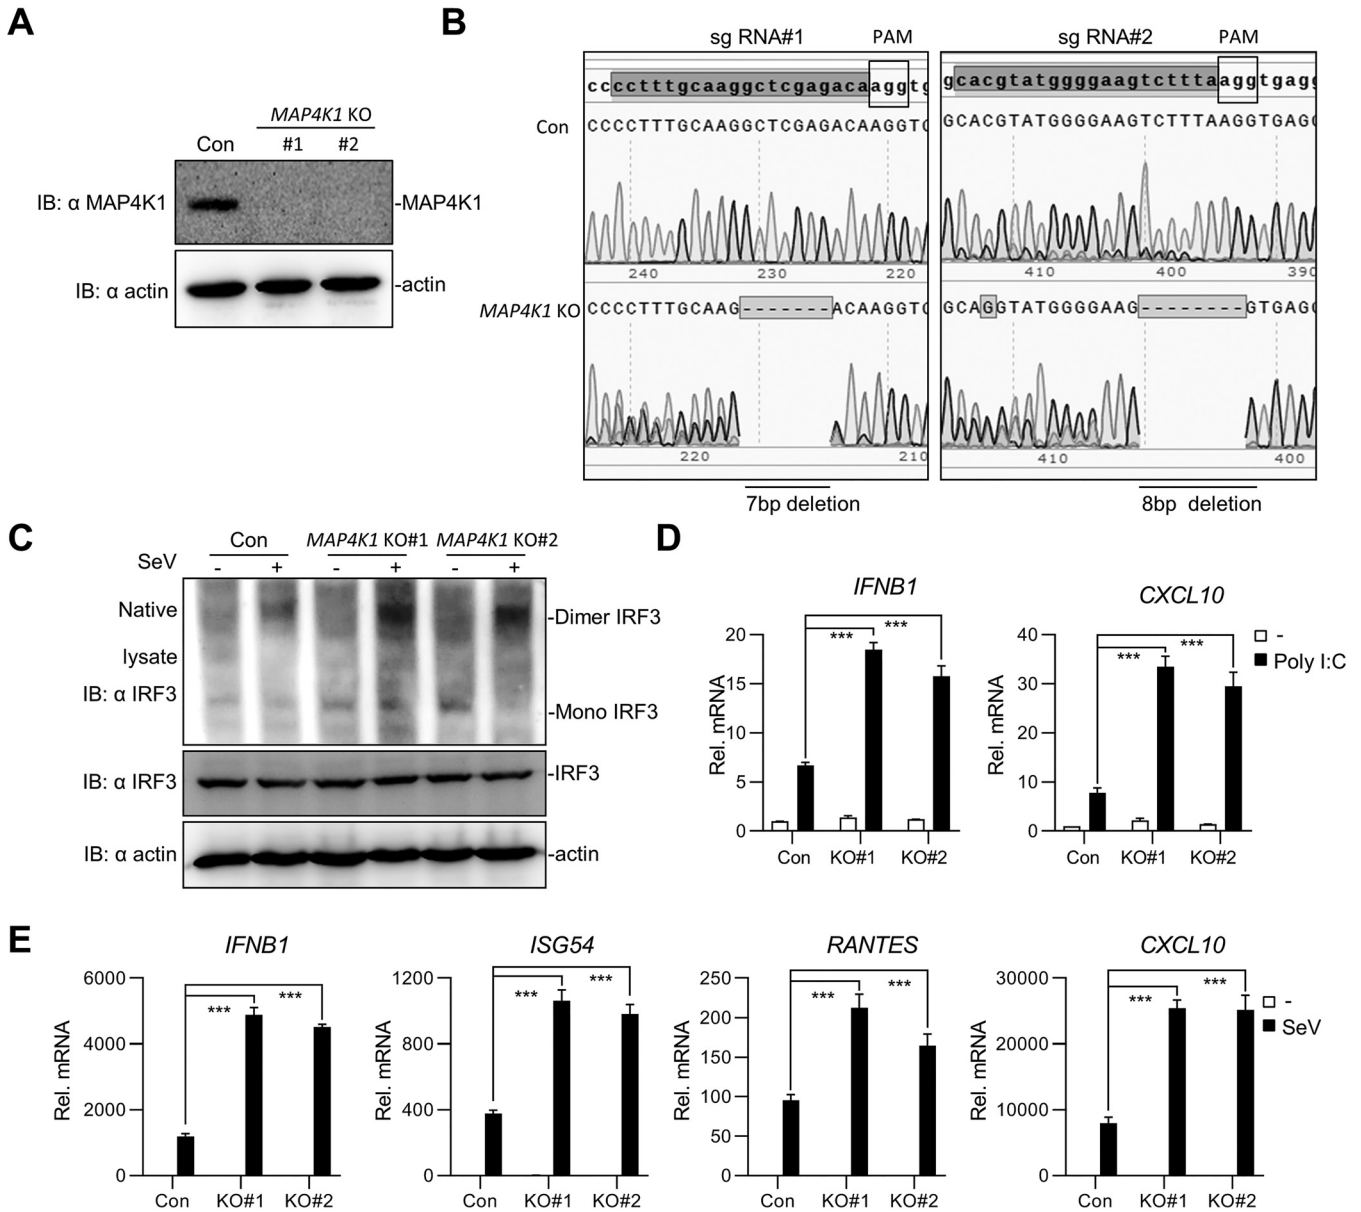 A
MAP4K1 KO
Con #1 #2
IB: α MAP4K1 -MAP4K1
IB: α actin -actin
B
sg RNA#1 PAM
ccccttttgcaaggctcgagacaaggtg
Con CCCCTTTGCAAGGCTCGAGACAAGGTG
240 230 220
MAP4K1 KO CCCCTTTGCAAG-------ACAAGGTG
220 210
7bp deletion
sg RNA#2 PAM
gcacgtatggggaagtctttaaggtgagg
GCACGTATGGGGAAGTCTTTAAGGTGAGG
410 400 390
GCAGGTATGGGGAAG--------GTGAGG
410 400
8bp deletion
C
Con MAP4K1 KO#1 MAP4K1 KO#2
SeV - + - + - +
Native
lysate
IB: α IRF3
-Dimer IRF3
-Mono IRF3
IB: α IRF3 -IRF3
IB: α actin -actin
D
IFNB1
Rel. mRNA
20
15
10
5
0
*** ***
Con KO#1 KO#2
CXCL10
Rel. mRNA
40
30
20
10
0
*** ***
Con KO#1 KO#2
-
Poly I:C
E
IFNB1
Rel. mRNA
6000
4000
2000
0
*** ***
Con KO#1 KO#2
ISG54
Rel. mRNA
1200
800
400
0
*** ***
Con KO#1 KO#2
RANTES
Rel. mRNA
250
200
150
100
50
0
*** ***
Con KO#1 KO#2
CXCL10
Rel. mRNA
30000
20000
10000
0
*** ***
Con KO#1 KO#2
-
SeV